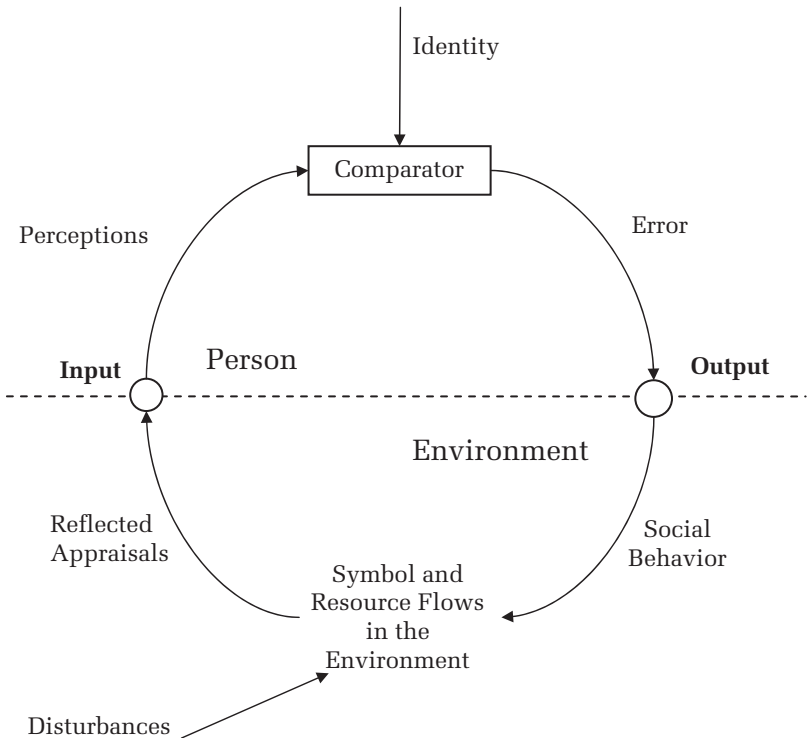 Identity
Comparator
Perceptions
Error
Input
Person
Output
Environment
Reflected
Appraisals
Social
Behavior
Symbol and
Resource Flows
in the
Environment
Disturbances